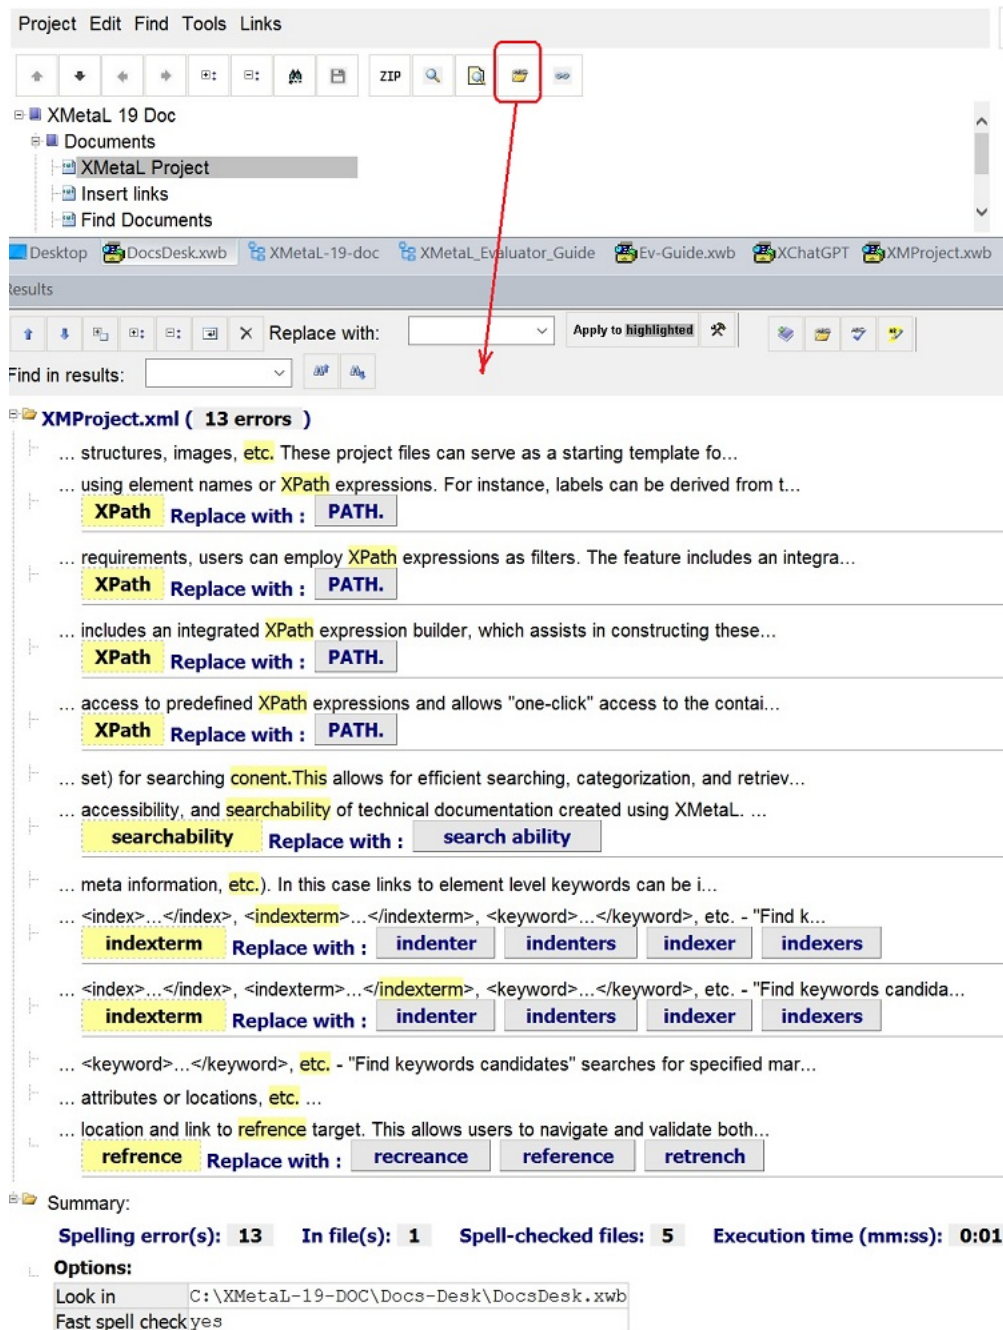 Project Edit Find Tools Links
ZIP
XMetaL 19 Doc
Documents
XMetaL Project
Insert links
Find Documents
Desktop DocsDesk.xwb XMetaL-19-doc XMetaL_Evaluator_Guide Ev-Guide.xwb XChatGPT XMProject.xwb
Results
Replace with: Apply to highlighted
Find in results:
XMProject.xml ( 13 errors )
... structures, images, etc. These project files can serve as a starting template fo...
... using element names or XPath expressions. For instance, labels can be derived from t...
XPath Replace with : PATH.
... requirements, users can employ XPath expressions as filters. The feature includes an integra...
XPath Replace with : PATH.
... includes an integrated XPath expression builder, which assists in constructing these...
XPath Replace with : PATH.
... access to predefined XPath expressions and allows "one-click" access to the contai...
XPath Replace with : PATH.
... set) for searching conent.This allows for efficient searching, categorization, and retriev...
... accessibility, and searchability of technical documentation created using XMetaL. ...
searchability Replace with : search ability
... meta information, etc.). In this case links to element level keywords can be i...
... <index>...</index>, <indexterm>...</indexterm>, <keyword>...</keyword>, etc. - "Find k...
indexterm Replace with : indenter indenters indexer indexers
... <index>...</index>, <indexterm>...</indexterm>, <keyword>...</keyword>, etc. - "Find keywords candida...
indexterm Replace with : indenter indenters indexer indexers
... <keyword>...</keyword>, etc. - "Find keywords candidates" searches for specified mar...
... attributes or locations, etc. ...
... location and link to refrence target. This allows users to navigate and validate both...
refrence Replace with : recreance reference retrench
Summary:
Spelling error(s): 13 In file(s): 1 Spell-checked files: 5 Execution time (mm:ss): 0:01
Options:
Look in C:\XMetaL-19-DOC\Docs-Desk\DocsDesk.xwb
Fast spell check yes